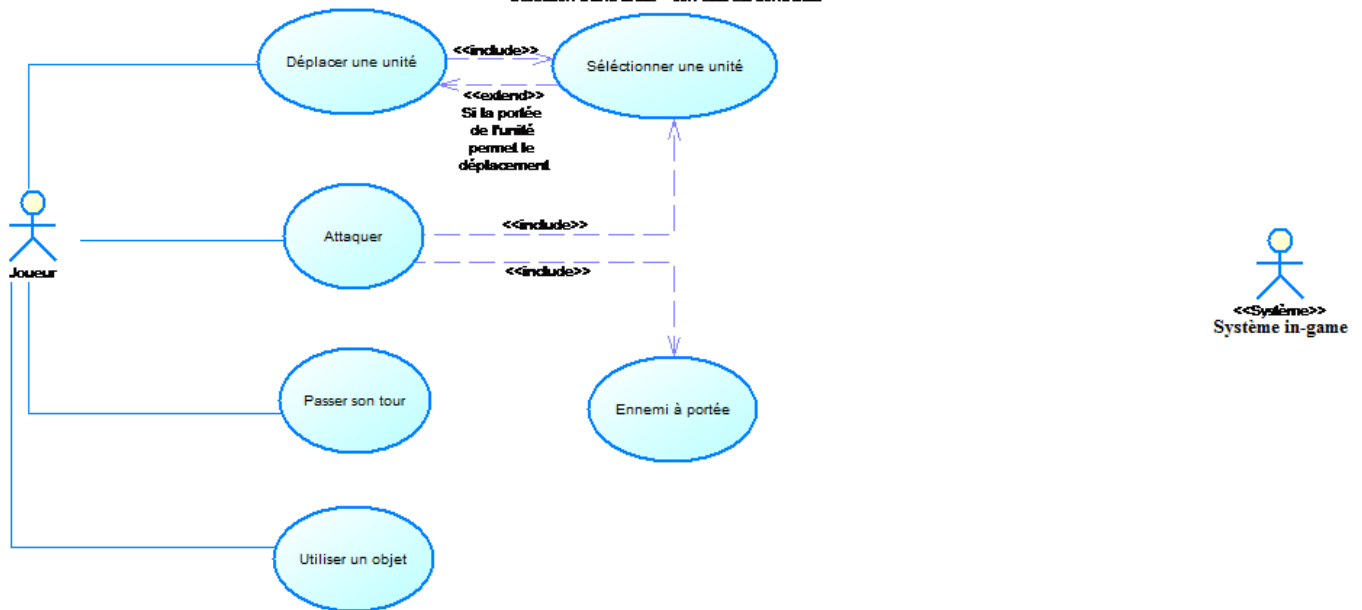 Déplacer une unité
<<include>>
Séléctionner une unité
<<extend>>
Si la portée
de l'unité
permet le
déplacement
Attaquer
<<include>>
<<include>>
Joueur
<<Système>>
Système in-game
Passer son tour
Ennemi à portée
Utiliser un objet